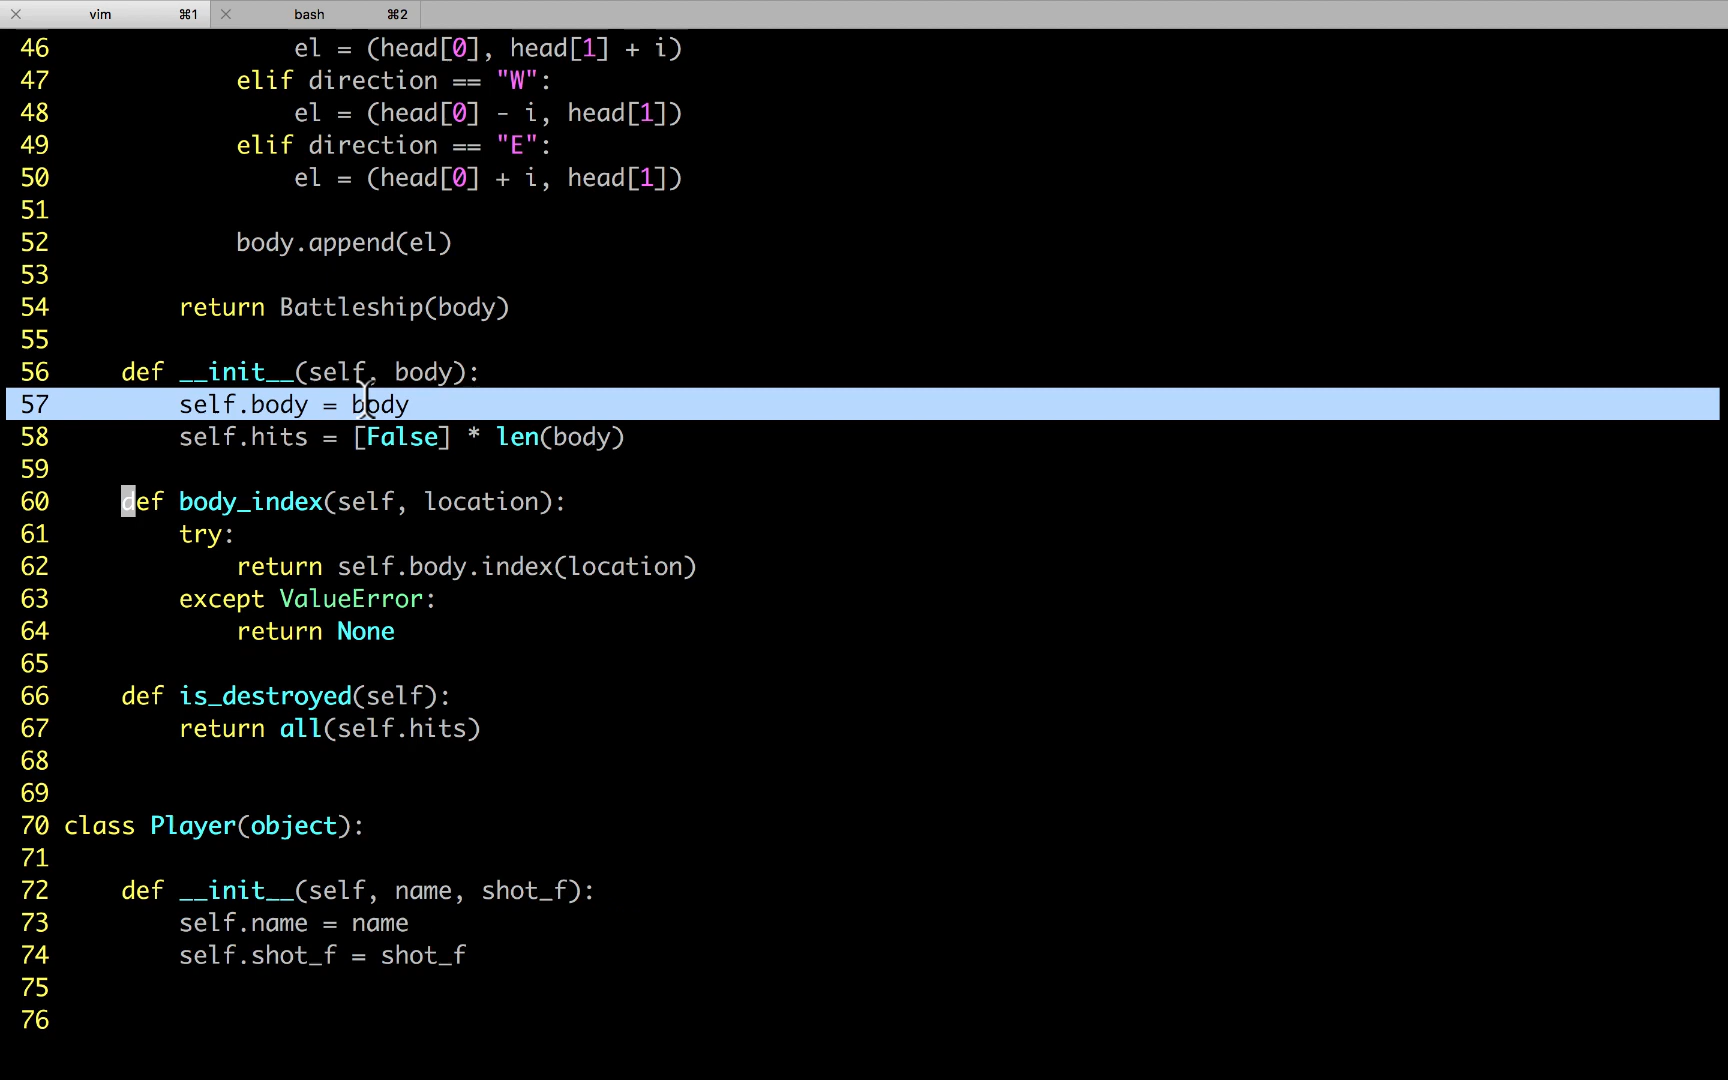 vim ⌘1 bash ⌘2
46 el = (head[0], head[1] + i)
47 elif direction == "W":
48 el = (head[0] - i, head[1])
49 elif direction == "E":
50 el = (head[0] + i, head[1])
51
52 body.append(el)
53
54 return Battleship(body)
55
56 def __init__(self, body):
57 self.body = body
58 self.hits = [False] * len(body)
59
60 def body_index(self, location):
61 try:
62 return self.body.index(location)
63 except ValueError:
64 return None
65
66 def is_destroyed(self):
67 return all(self.hits)
68
69
70 class Player(object):
71
72 def __init__(self, name, shot_f):
73 self.name = name
74 self.shot_f = shot_f
75
76